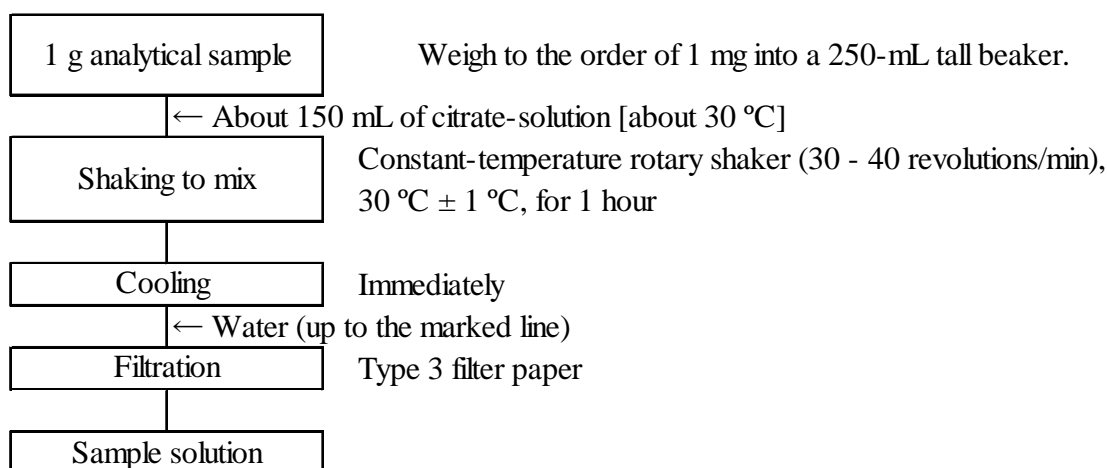 1 g analytical sample
Weigh to the order of 1 mg into a 250-mL tall beaker.
← About 150 mL of citrate-solution [about 30 ºC]
Shaking to mix
Constant-temperature rotary shaker (30 - 40 revolutions/min),
30 ºC ± 1 ºC, for 1 hour
Cooling
Immediately
← Water (up to the marked line)
Filtration
Type 3 filter paper
Sample solution